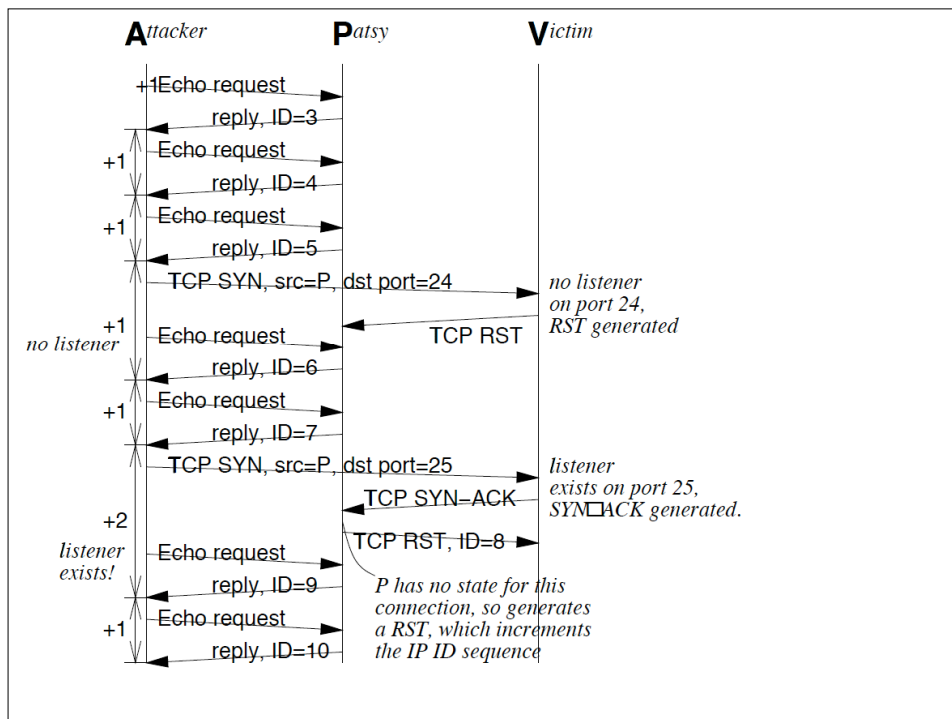 Attacker Patsy Victim
+1 Echo request
reply, ID=3
+1 Echo request
reply, ID=4
+1 Echo request
reply, ID=5
TCP SYN, src=P, dst port=24
no listener
on port 24,
RST generated
TCP RST
+1
no listener
Echo request
reply, ID=6
+1 Echo request
reply, ID=7
TCP SYN, src=P, dst port=25
listener
exists on port 25,
SYN□ACK generated.
TCP SYN−ACK
+2
listener
exists!
TCP RST, ID=8
Echo request
reply, ID=9
P has no state for this
connection, so generates
a RST, which increments
the IP ID sequence
+1 Echo request
reply, ID=10